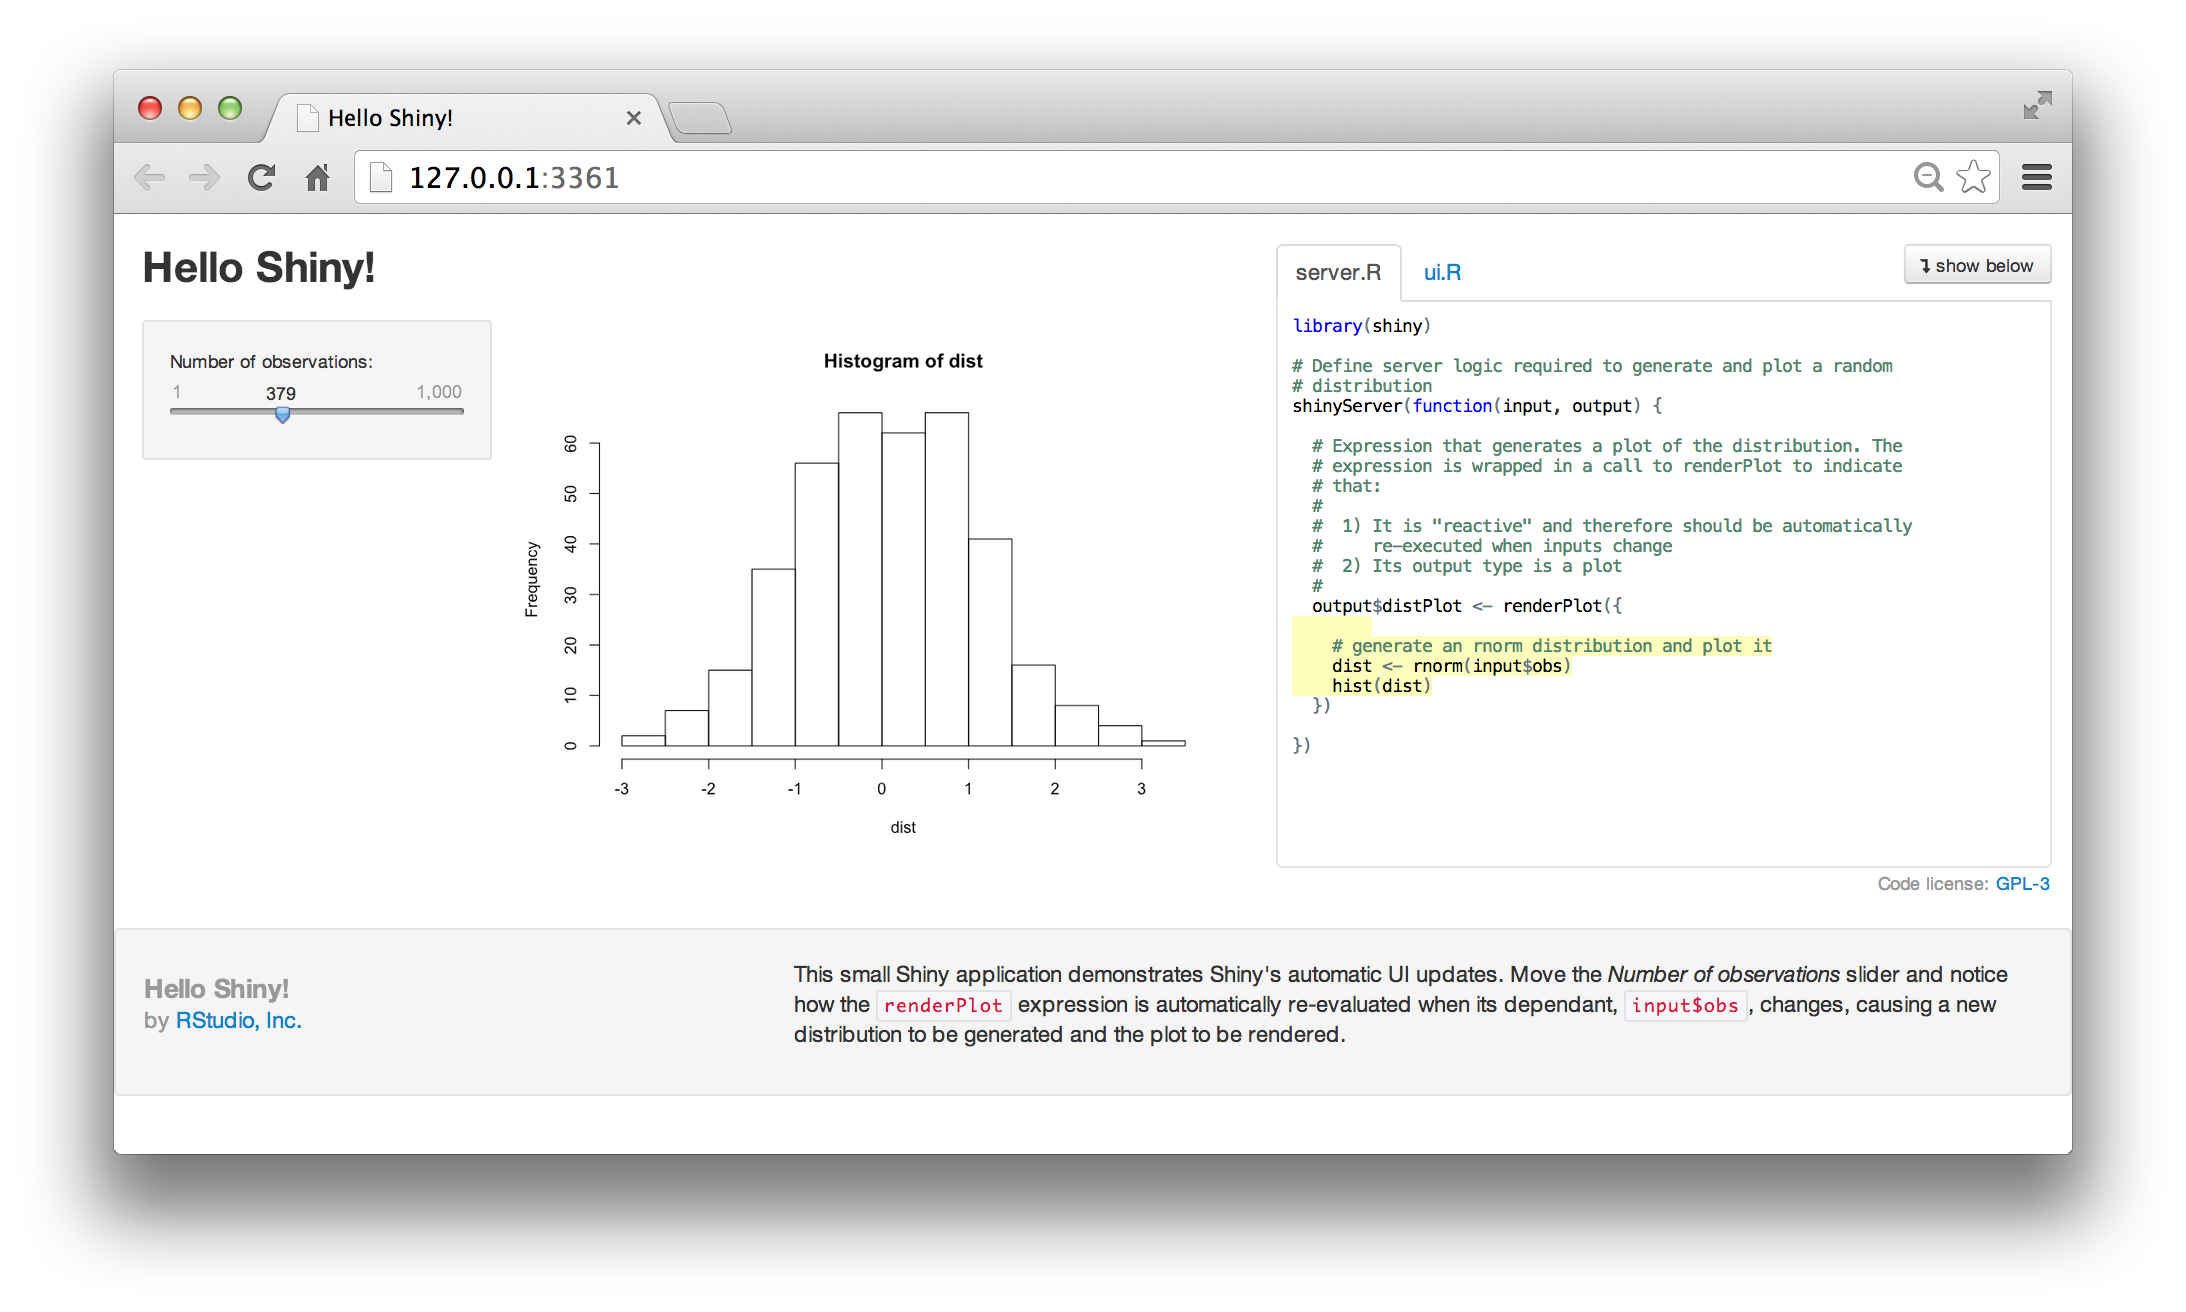 Hello Shiny!
127.0.0.1:3361
Hello Shiny!
Number of observations:
1 379 1,000
Histogram of dist
Frequency
0 10 20 30 40 50 60
-3 -2 -1 0 1 2 3
dist
server.R ui.R show below
library(shiny)
# Define server logic required to generate and plot a random
# distribution
shinyServer(function(input, output) {
  # Expression that generates a plot of the distribution. The
  # expression is wrapped in a call to renderPlot to indicate
  # that:
  #
  #  1) It is "reactive" and therefore should be automatically
  #     re-executed when inputs change
  #  2) Its output type is a plot
  #
  output$distPlot <- renderPlot({
    # generate an rnorm distribution and plot it
    dist <- rnorm(input$obs)
    hist(dist)
  })
})
Code license: GPL-3
Hello Shiny!
by RStudio, Inc.
This small Shiny application demonstrates Shiny's automatic UI updates. Move the Number of observations slider and notice
how the renderPlot expression is automatically re-evaluated when its dependant, input$obs, changes, causing a new
distribution to be generated and the plot to be rendered.